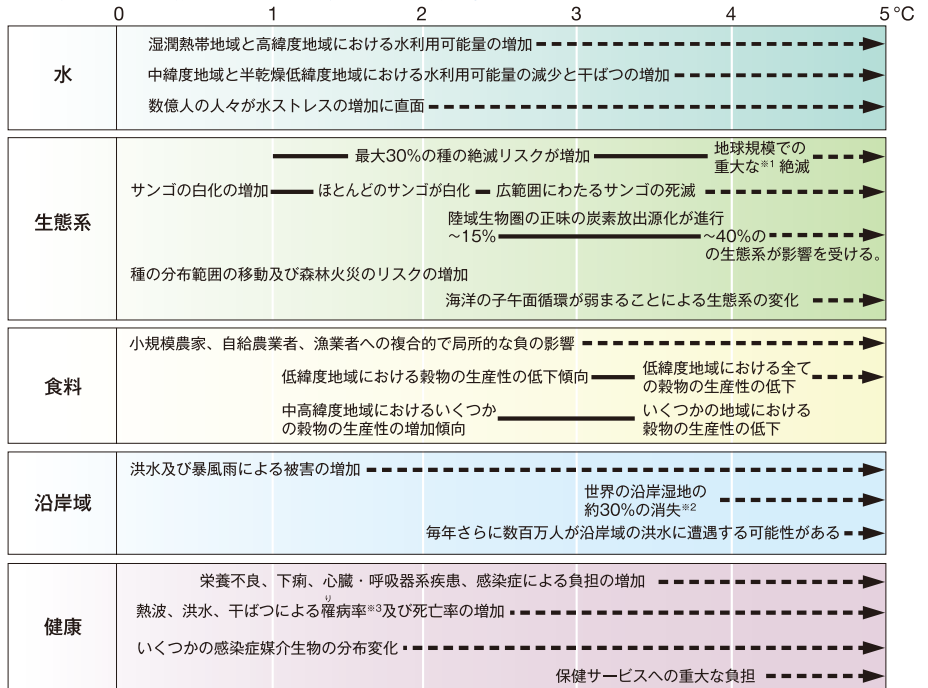 0 1 2 3 4 5℃
水
湿潤熱帯地域と高緯度地域における水利用可能量の増加
中緯度地域と半乾燥低緯度地域における水利用可能量の減少と干ばつの増加
数億人の人々が水ストレスの増加に直面
生態系
最大30%の種の絶滅リスクが増加
地球規模での
重大な※1 絶滅
サンゴの白化の増加 ほとんどのサンゴが白化 広範囲にわたるサンゴの死滅
陸域生物圏の正味の炭素放出源化が進行
～15% ～40%の
の生態系が影響を受ける。
種の分布範囲の移動及び森林火災のリスクの増加
海洋の子午面循環が弱まることによる生態系の変化
食料
小規模農家、自給農業者、漁業者への複合的で局所的な負の影響
低緯度地域における穀物の生産性の低下傾向
低緯度地域における全て
の穀物の生産性の低下
中高緯度地域におけるいくつか
の穀物の生産性の増加傾向
いくつかの地域における
穀物の生産性の低下
沿岸域
洪水及び暴風雨による被害の増加
世界の沿岸湿地の
約30%の消失※2
毎年さらに数百万人が沿岸域の洪水に遭遇する可能性がある
健康
栄養不良、下痢、心臓・呼吸器系疾患、感染症による負担の増加
り
熱波、洪水、干ばつによる罹病率※3及び死亡率の増加
いくつかの感染症媒介生物の分布変化
保健サービスへの重大な負担